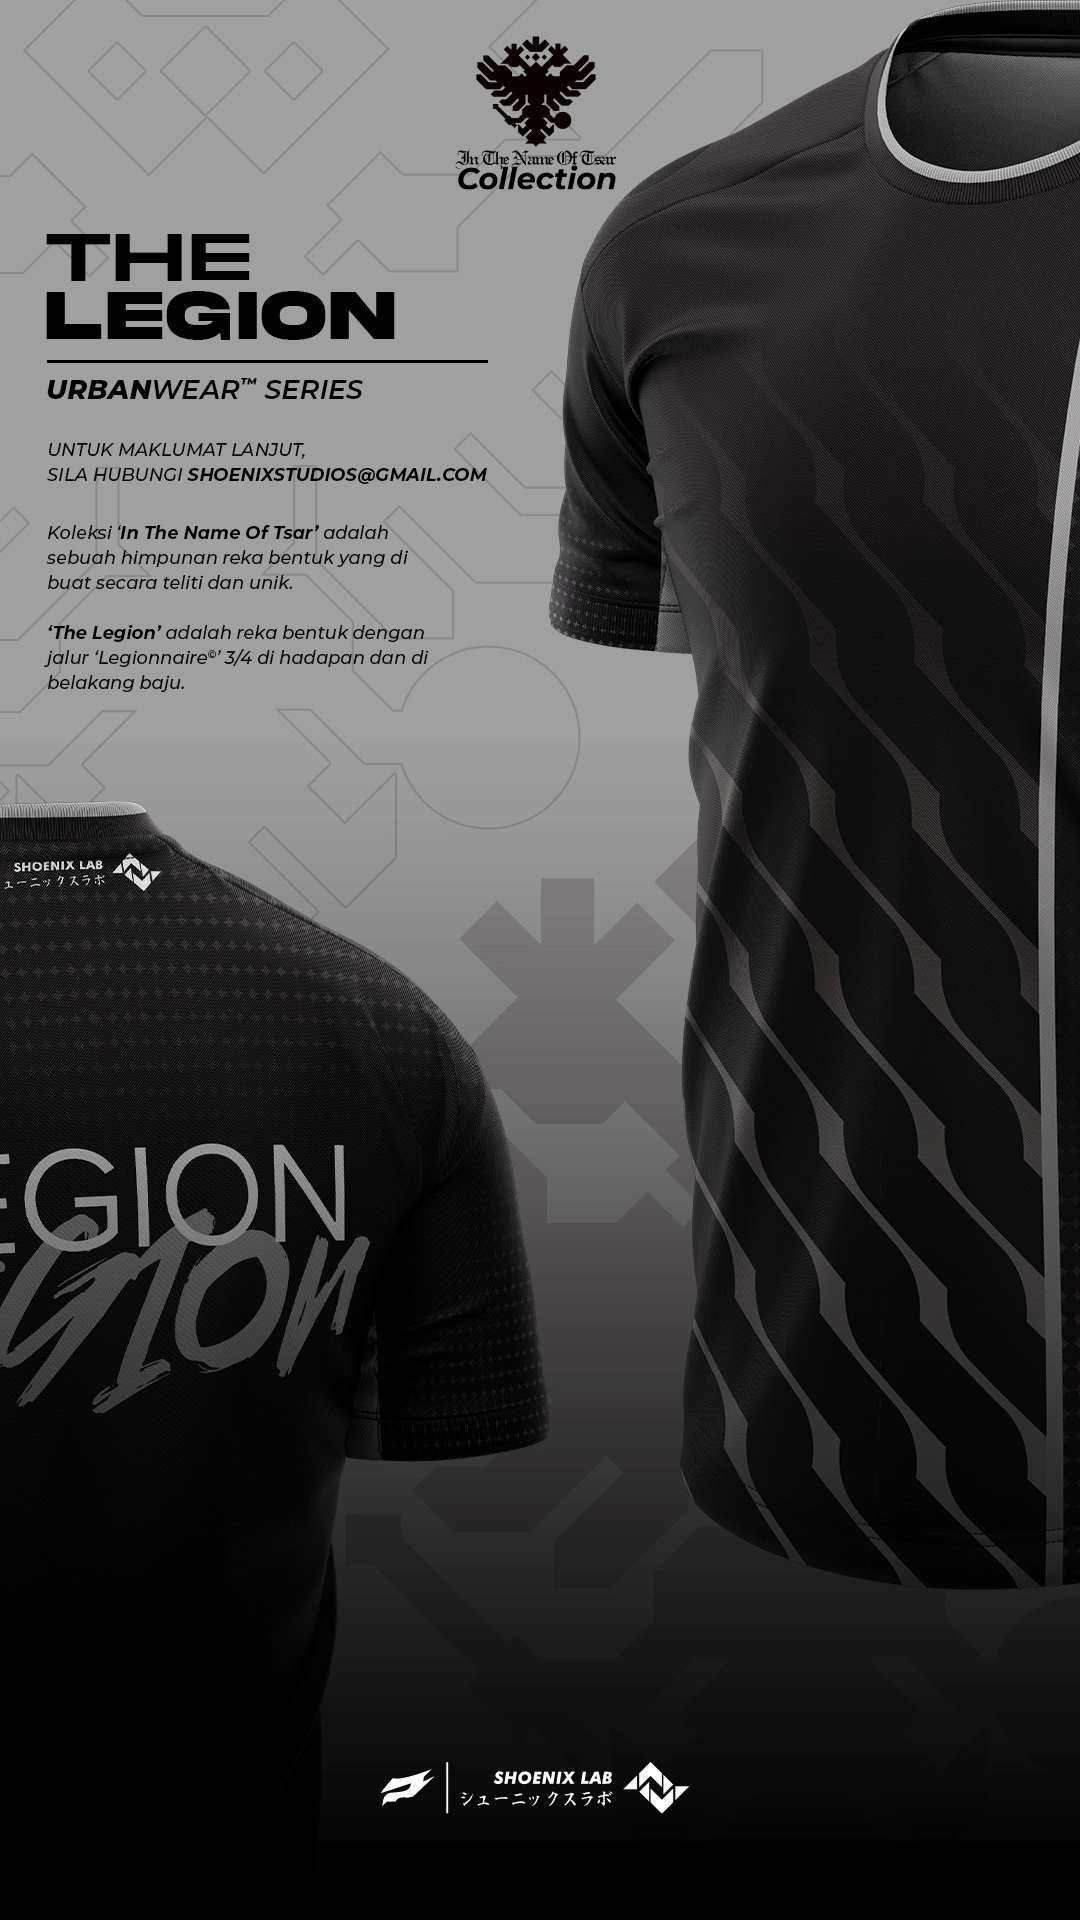 In The Name Of Tsar
Collection
THE
LEGION
URBANWEAR™ SERIES
UNTUK MAKLUMAT LANJUT,
SILA HUBUNGI SHOENIXSTUDIOS@GMAIL.COM
Koleksi ‘In The Name Of Tsar’ adalah
sebuah himpunan reka bentuk yang di
buat secara teliti dan unik.
‘The Legion’ adalah reka bentuk dengan
jalur ‘Legionnaire©’ 3/4 di hadapan dan di
belakang baju.
SHOENIX LAB
ューニックスラボ
EGION
egion
SHOENIX LAB
シューニックスラボ